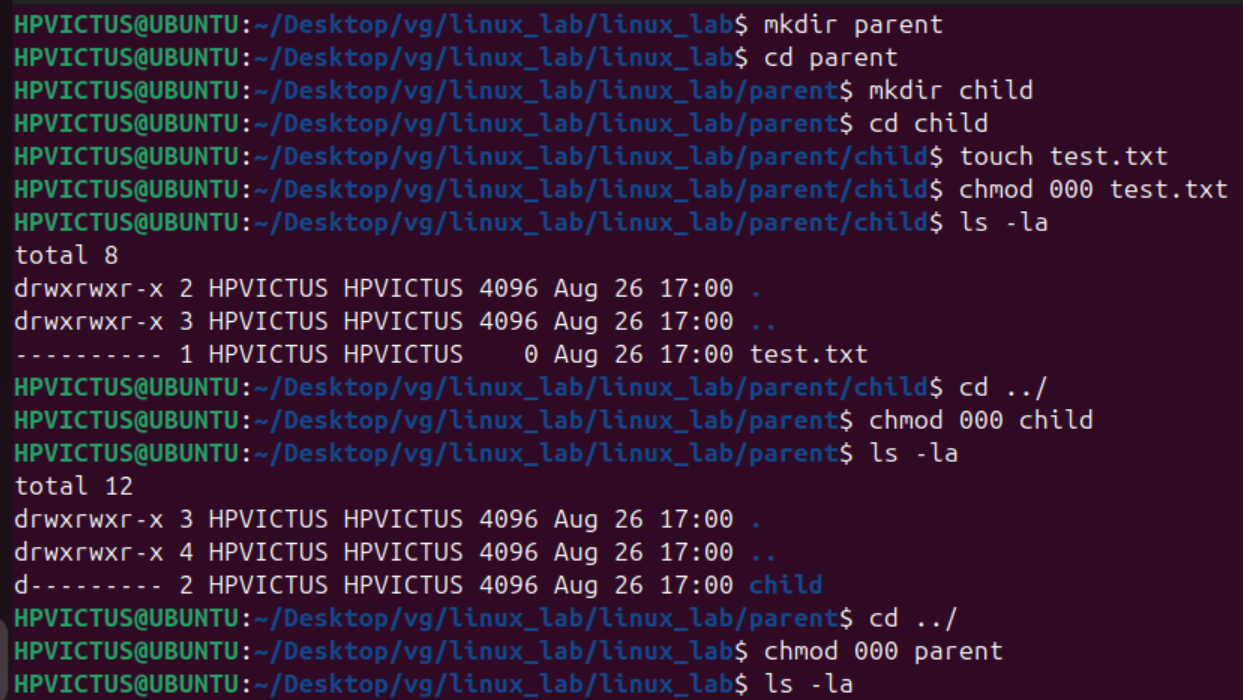 HPVICTUS@UBUNTU:~/Desktop/vg/linux_lab/linux_lab$ mkdir parent
HPVICTUS@UBUNTU:~/Desktop/vg/linux_lab/linux_lab$ cd parent
HPVICTUS@UBUNTU:~/Desktop/vg/linux_lab/linux_lab/parent$ mkdir child
HPVICTUS@UBUNTU:~/Desktop/vg/linux_lab/linux_lab/parent$ cd child
HPVICTUS@UBUNTU:~/Desktop/vg/linux_lab/linux_lab/parent/child$ touch test.txt
HPVICTUS@UBUNTU:~/Desktop/vg/linux_lab/linux_lab/parent/child$ chmod 000 test.txt
HPVICTUS@UBUNTU:~/Desktop/vg/linux_lab/linux_lab/parent/child$ ls -la
total 8
drwxrwxr-x 2 HPVICTUS HPVICTUS 4096 Aug 26 17:00 .
drwxrwxr-x 3 HPVICTUS HPVICTUS 4096 Aug 26 17:00 ..
---------- 1 HPVICTUS HPVICTUS    0 Aug 26 17:00 test.txt
HPVICTUS@UBUNTU:~/Desktop/vg/linux_lab/linux_lab/parent/child$ cd ../
HPVICTUS@UBUNTU:~/Desktop/vg/linux_lab/linux_lab/parent$ chmod 000 child
HPVICTUS@UBUNTU:~/Desktop/vg/linux_lab/linux_lab/parent$ ls -la
total 12
drwxrwxr-x 3 HPVICTUS HPVICTUS 4096 Aug 26 17:00 .
drwxrwxr-x 4 HPVICTUS HPVICTUS 4096 Aug 26 17:00 ..
d--------- 2 HPVICTUS HPVICTUS 4096 Aug 26 17:00 child
HPVICTUS@UBUNTU:~/Desktop/vg/linux_lab/linux_lab/parent$ cd ../
HPVICTUS@UBUNTU:~/Desktop/vg/linux_lab/linux_lab$ chmod 000 parent
HPVICTUS@UBUNTU:~/Desktop/vg/linux_lab/linux_lab$ ls -la